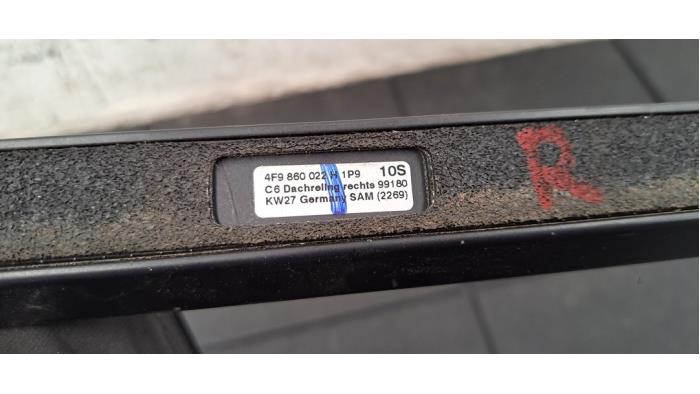 4F9 860 022 H 1P9 10S
C6 Dachreling rechts 99180
KW27 Germany SAM (2269)
R